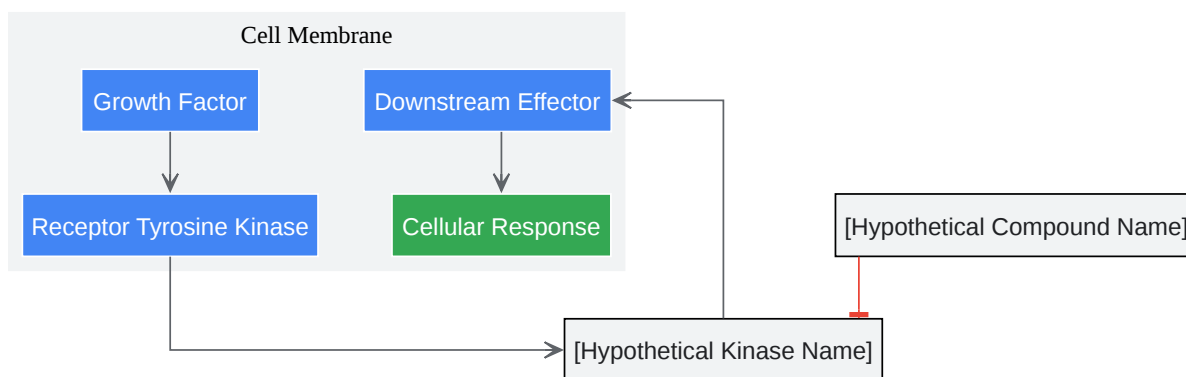 Cell Membrane
Growth Factor
Downstream Effector
Receptor Tyrosine Kinase
Cellular Response
[Hypothetical Compound Name]
[Hypothetical Kinase Name]